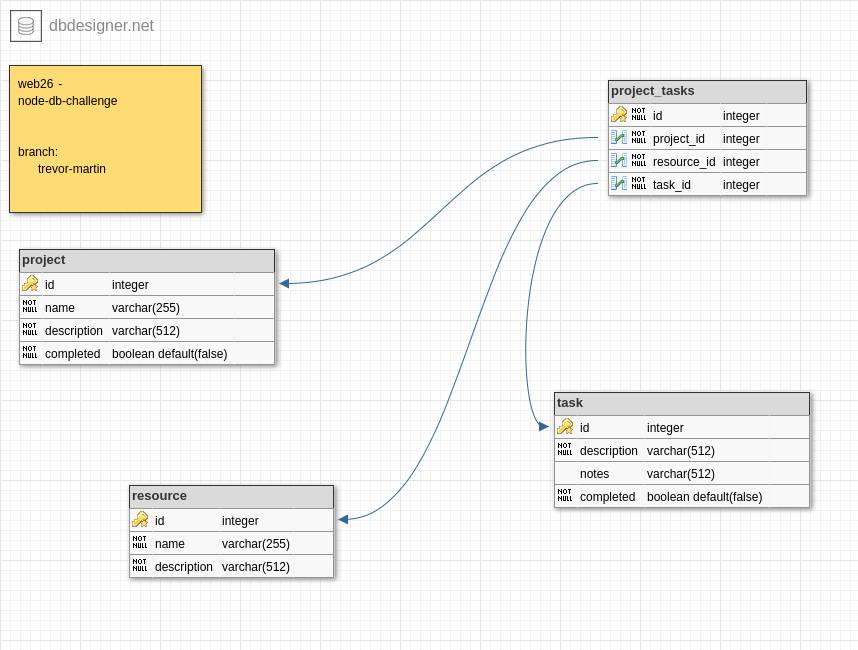 dbdesigner.net
web26 -
node-db-challenge
branch:
trevor-martin
project_tasks
NOT NULL id integer
NOT NULL project_id integer
NOT NULL resource_id integer
NOT NULL task_id integer
project
id integer
NOT NULL name varchar(255)
NOT NULL description varchar(512)
NOT NULL completed boolean default(false)
task
id integer
NOT NULL description varchar(512)
notes varchar(512)
NOT NULL completed boolean default(false)
resource
id integer
NOT NULL name varchar(255)
NOT NULL description varchar(512)